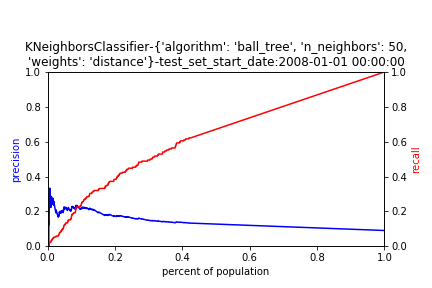 KNeighborsClassifier-{'algorithm': 'ball_tree', 'n_neighbors': 50,
'weights': 'distance'}-test_set_start_date:2008-01-01 00:00:00
1.0
0.8
0.6
0.4
0.2
0.0
precision
1.0
0.8
0.6
0.4
0.2
0.0
recall
0.0 0.2 0.4 0.6 0.8 1.0
percent of population